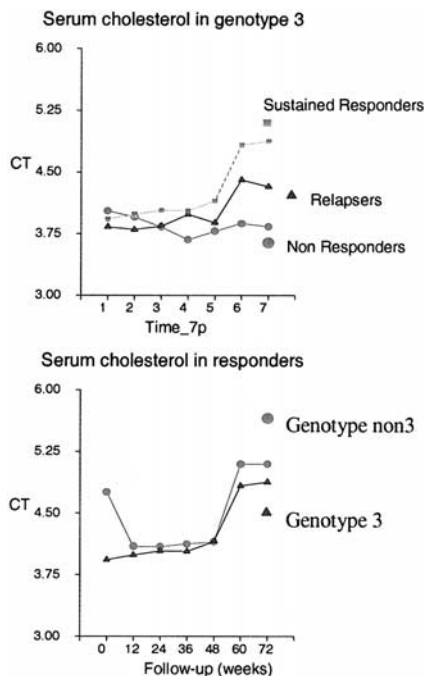 Serum cholesterol in genotype 3
6.00
5.25
Sustained Responders
CT
4.50
Relapsers
3.75
Non Responders
3.00
1 2 3 4 5 6 7
Time_7p
Serum cholesterol in responders
6.00
Genotype non3
5.25
CT
4.50
Genotype 3
3.75
3.00
0 12 24 36 48 60 72
Follow-up (weeks)